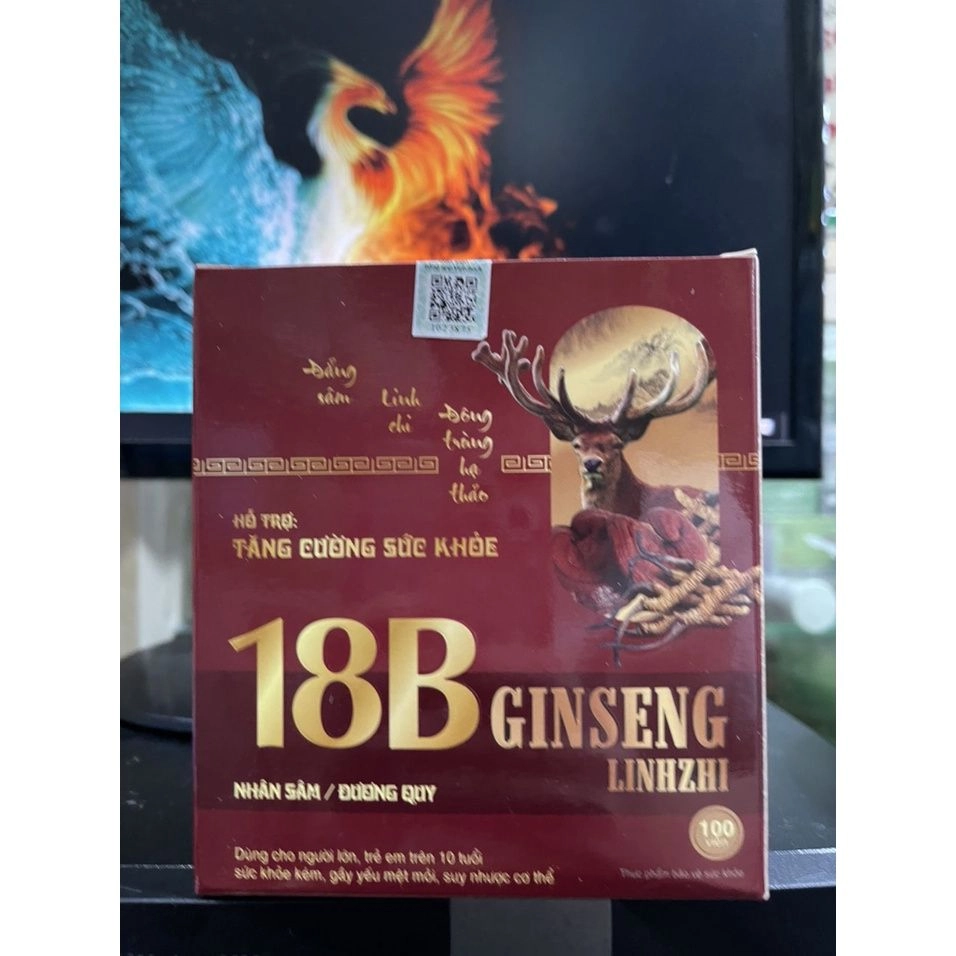 Đẳng
sâm
Linh
chi
Đông
trùng
hạ
thảo
HỖ TRỢ:
TĂNG CƯỜNG SỨC KHỎE
18B GINSENG
LINHZHI
NHÂN SÂM / ĐƯƠNG QUY
100
VIÊN
Dùng cho người lớn, trẻ em trên 10 tuổi
sức khỏe kém, gầy yếu mệt mỏi, suy nhược cơ thể
Thực phẩm bảo vệ sức khỏe